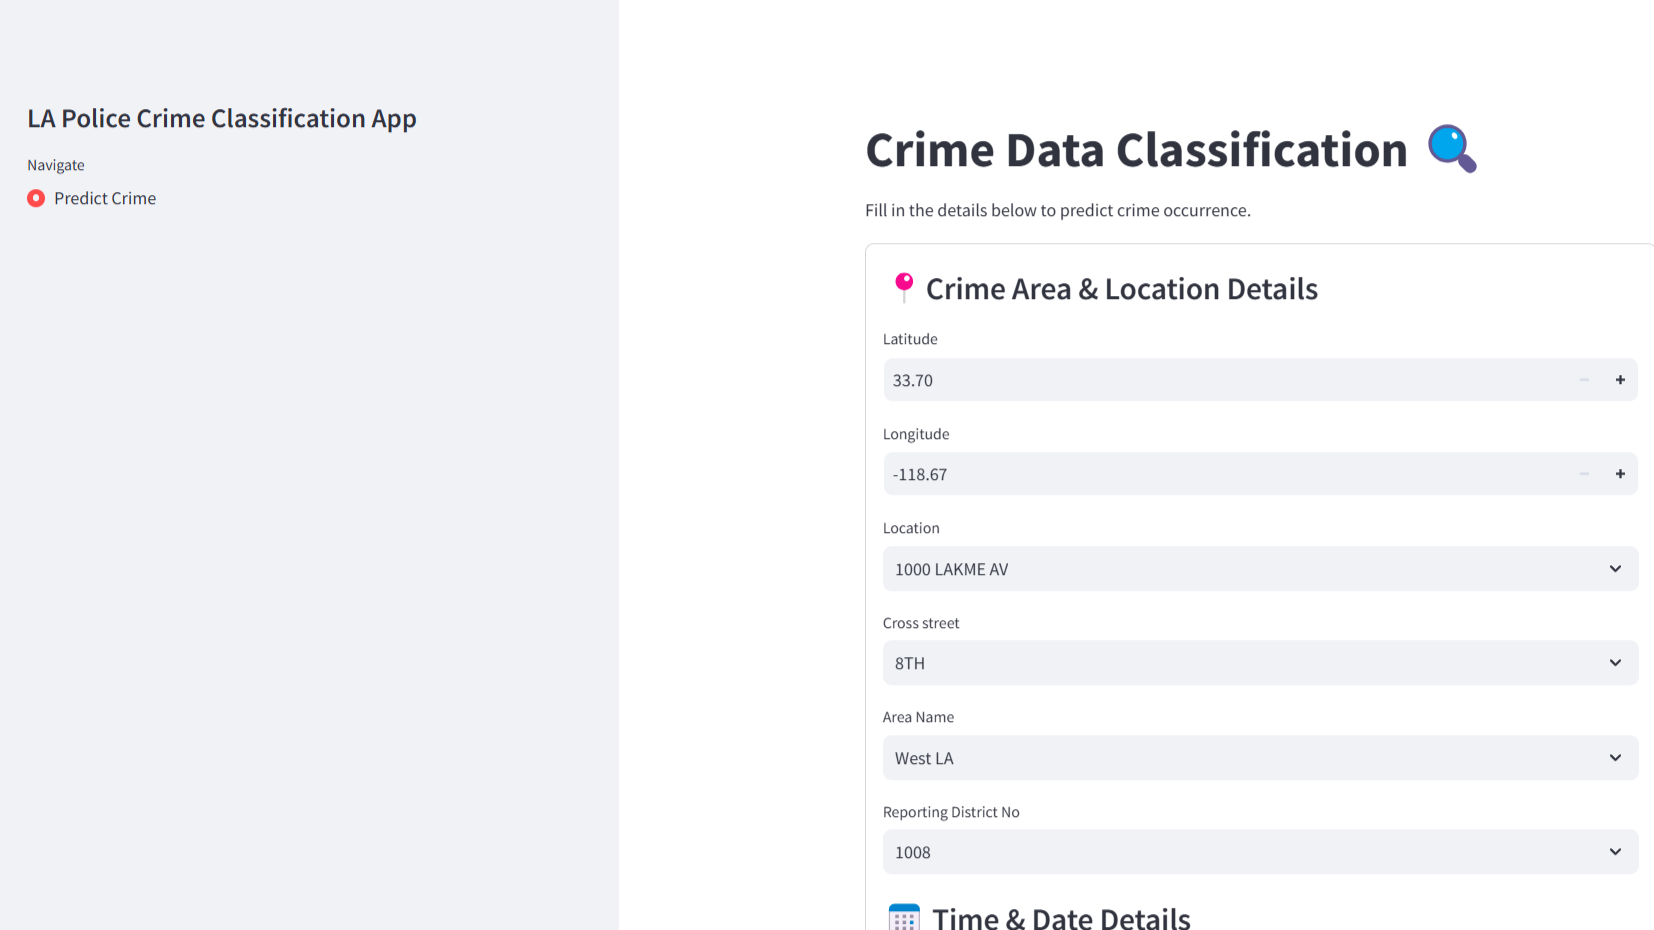 LA Police Crime Classification App
Navigate
Predict Crime
Crime Data Classification
Fill in the details below to predict crime occurrence.
Crime Area & Location Details
Latitude
33.70
Longitude
-118.67
Location
1000 LAKME AV
Cross street
8TH
Area Name
West LA
Reporting District No
1008
Time & Date Details